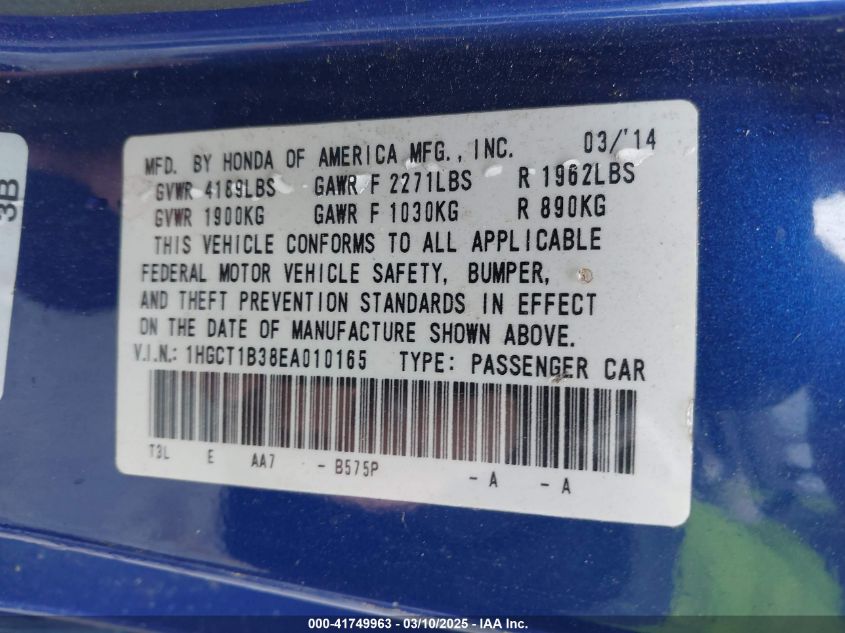 MFD. BY HONDA OF AMERICA MFG., INC. 03/'14
GVWR 4189LBS GAWR F 2271LBS R 1962LBS
GVWR 1900KG GAWR F 1030KG R 890KG
THIS VEHICLE CONFORMS TO ALL APPLICABLE
FEDERAL MOTOR VEHICLE SAFETY, BUMPER,
AND THEFT PREVENTION STANDARDS IN EFFECT
ON THE DATE OF MANUFACTURE SHOWN ABOVE.
V.I.N.: 1HGCT1B38EA010165 TYPE: PASSENGER CAR
T3L E AA7 - B575P - A - A
3B
000-41749963 - 03/10/2025 - IAA Inc.